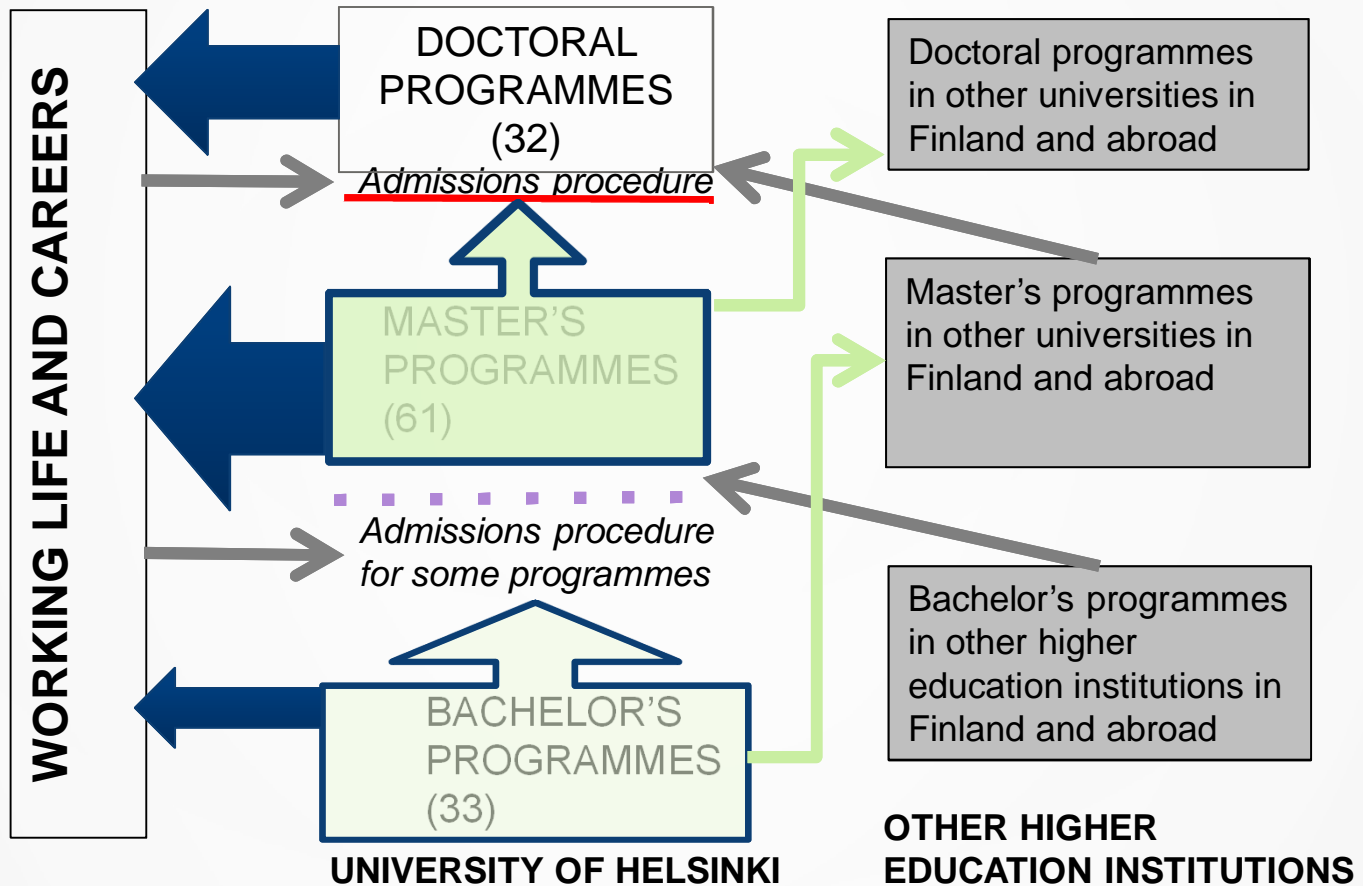 WORKING LIFE AND CAREERS
DOCTORAL
PROGRAMMES
(32)
Admissions procedure
MASTER’S
PROGRAMMES
(61)
Admissions procedure
for some programmes
BACHELOR’S
PROGRAMMES
(33)
UNIVERSITY OF HELSINKI
Doctoral programmes
in other universities in
Finland and abroad
Master’s programmes
in other universities in
Finland and abroad
Bachelor’s programmes
in other higher
education institutions in
Finland and abroad
OTHER HIGHER
EDUCATION INSTITUTIONS